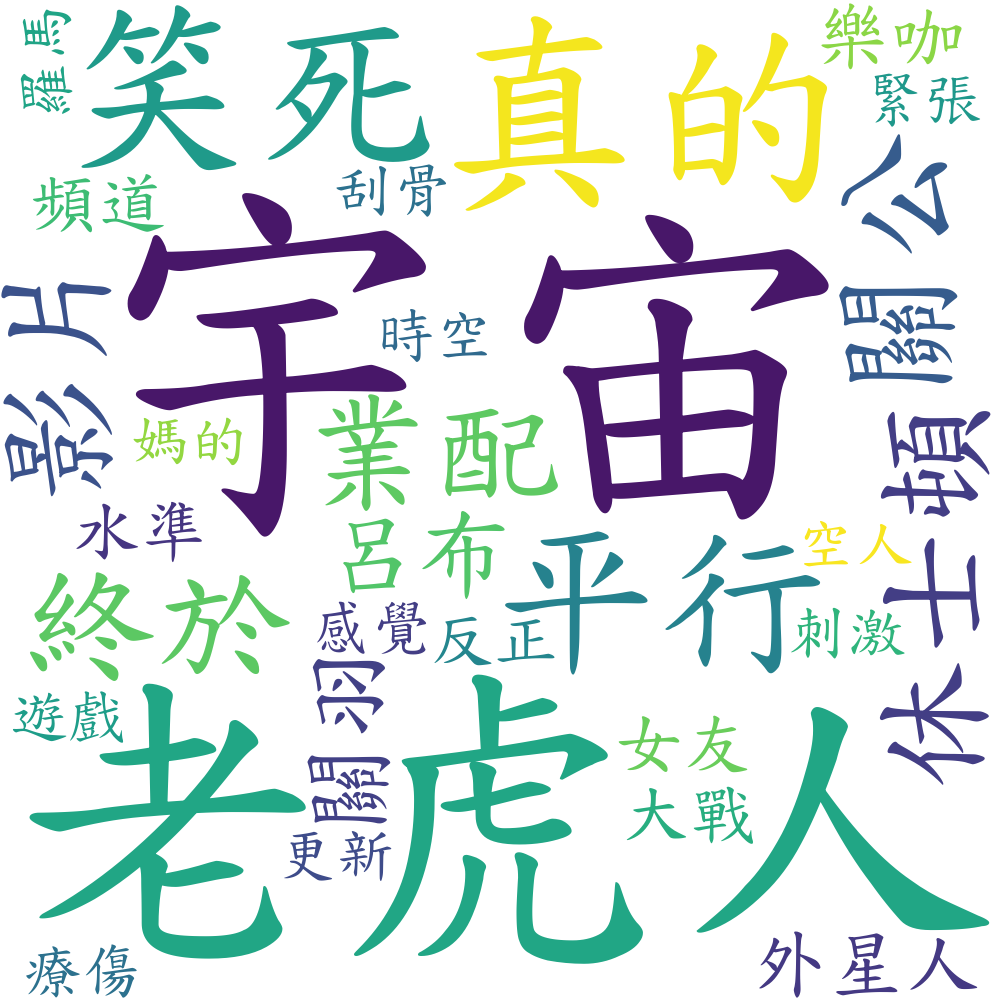 羅馬
笑死
真的
樂咖
緊張
頻道
刮骨
關公
宇宙
影片
時空
媽的
業配
休士頓
水準
呂布
平行
空人
終於
感覺
反正
刺激
遊戲
關羽
老虎人
女友
大戰
更新
療傷
外星人